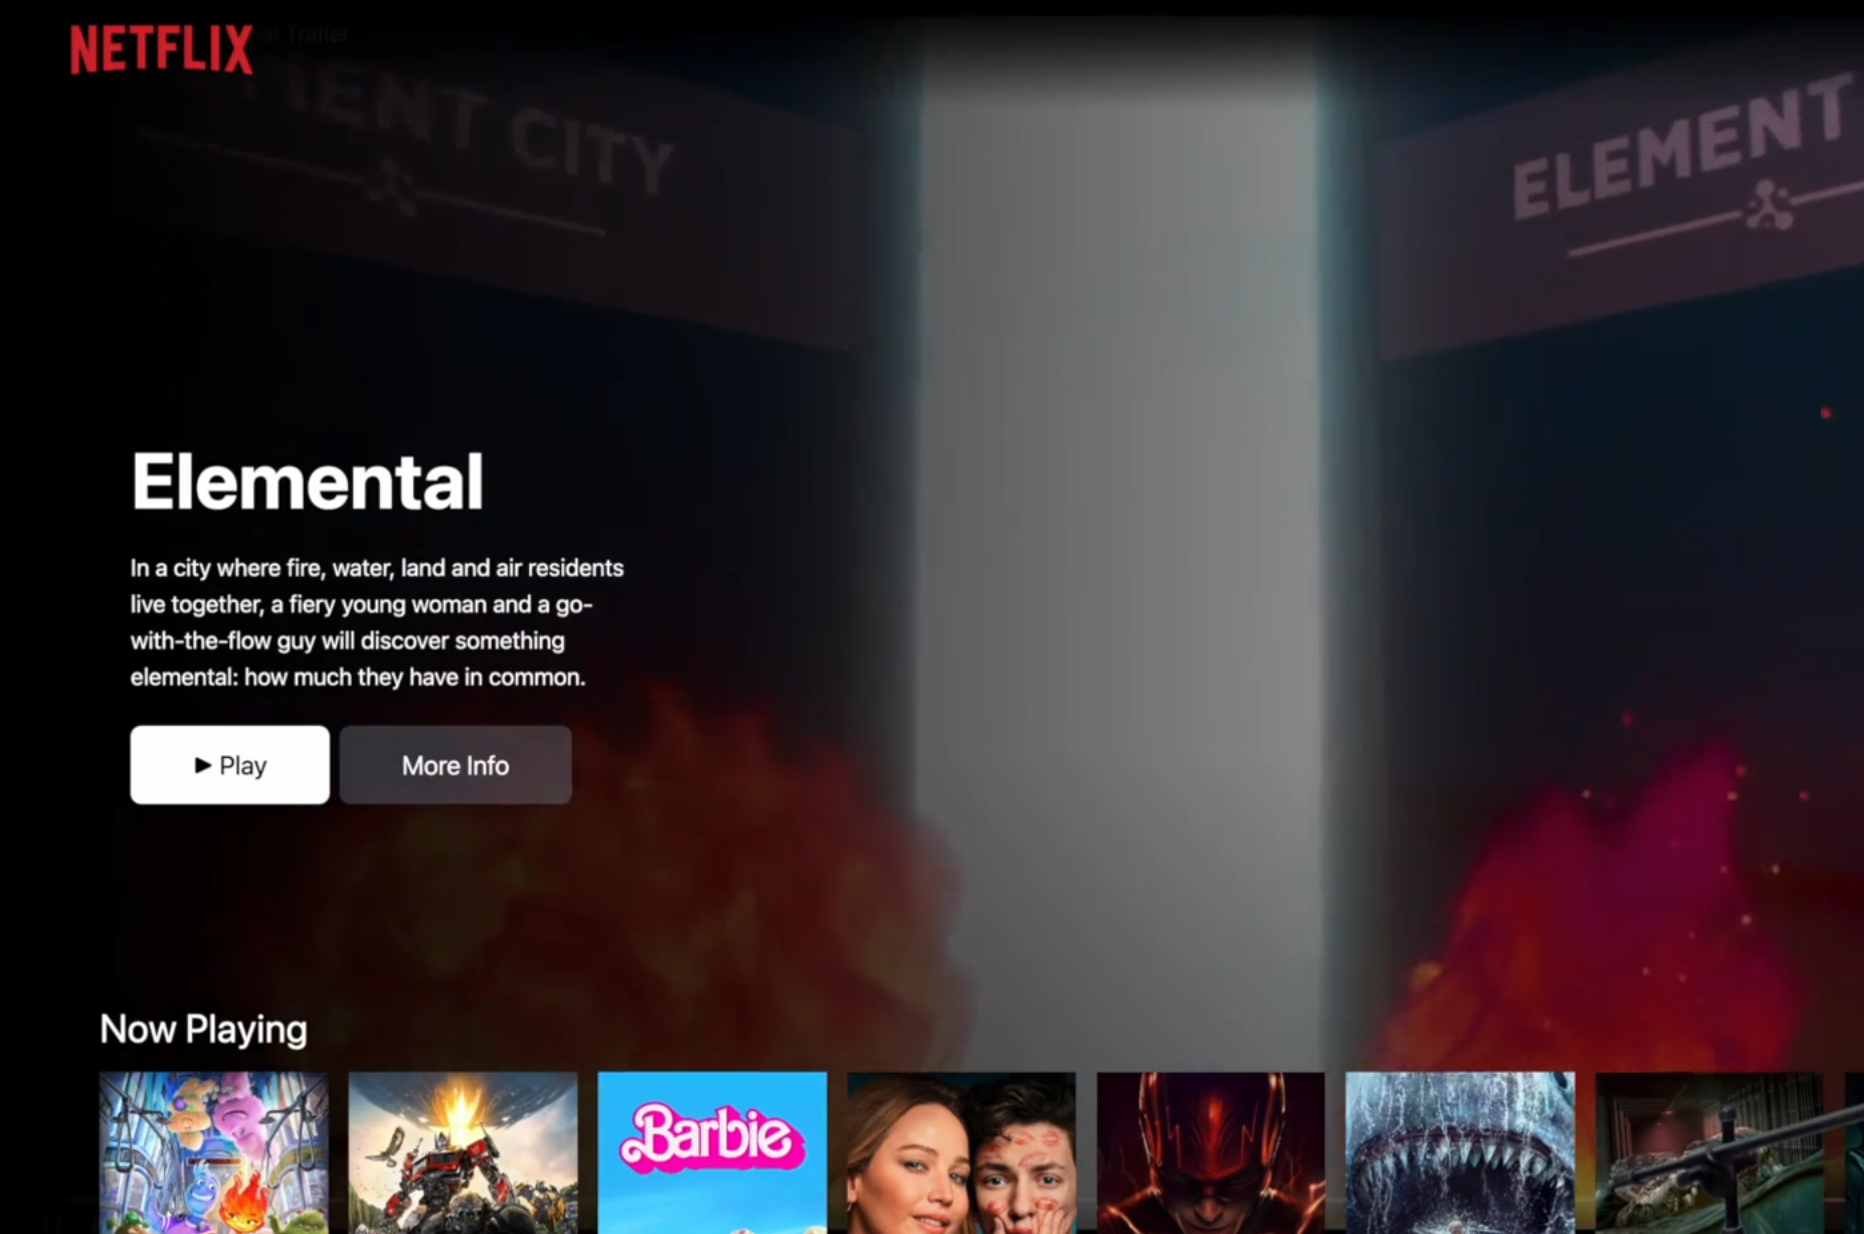 NETFLIX
Trailer
MENT CITY
ELEMENT
Elemental
In a city where fire, water, land and air residents
live together, a fiery young woman and a go-
with-the-flow guy will discover something
elemental: how much they have in common.
Play
More Info
Now Playing
Barbie